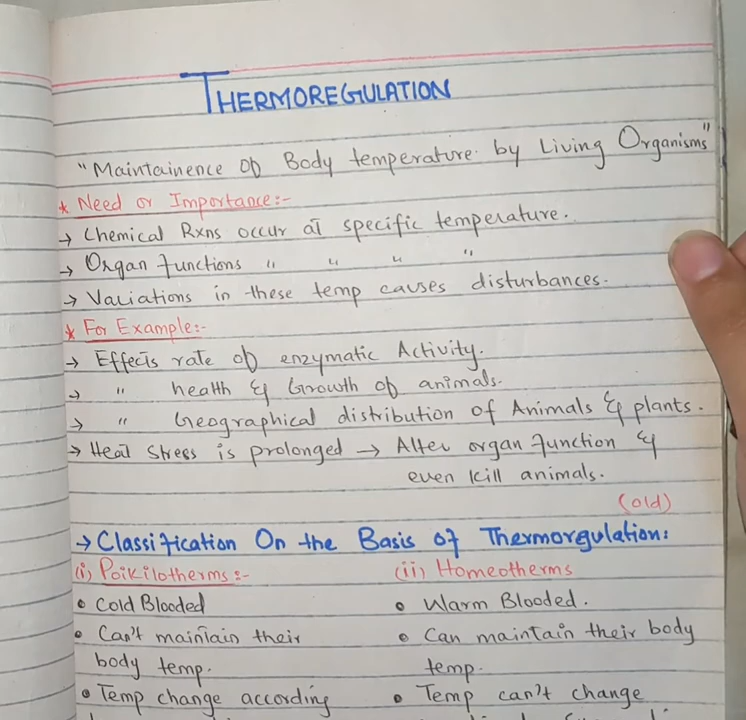 THERMOREGULATION
"Maintainence of Body temperature by Living Organisms"
* Need or Importance:-
→ Chemical Rxns occur at specific temperature.
→ Organ functions " " " "
→ Variations in these temp causes disturbances.
* For Example:-
→ Effects rate of enzymatic Activity.
→ " health & Growth of animals.
→ " Geographical distribution of Animals & plants.
→ Heat Stress is prolonged → Alter organ function &
even kill animals.
(old)
→ Classification On the Basis of Thermorgulation:
(i) Poikilotherms:-
• Cold Blooded
• Can't maintain their
body temp.
• Temp change according
(ii) Homeotherms
• Warm Blooded.
• Can maintain their body
temp.
• Temp can't change